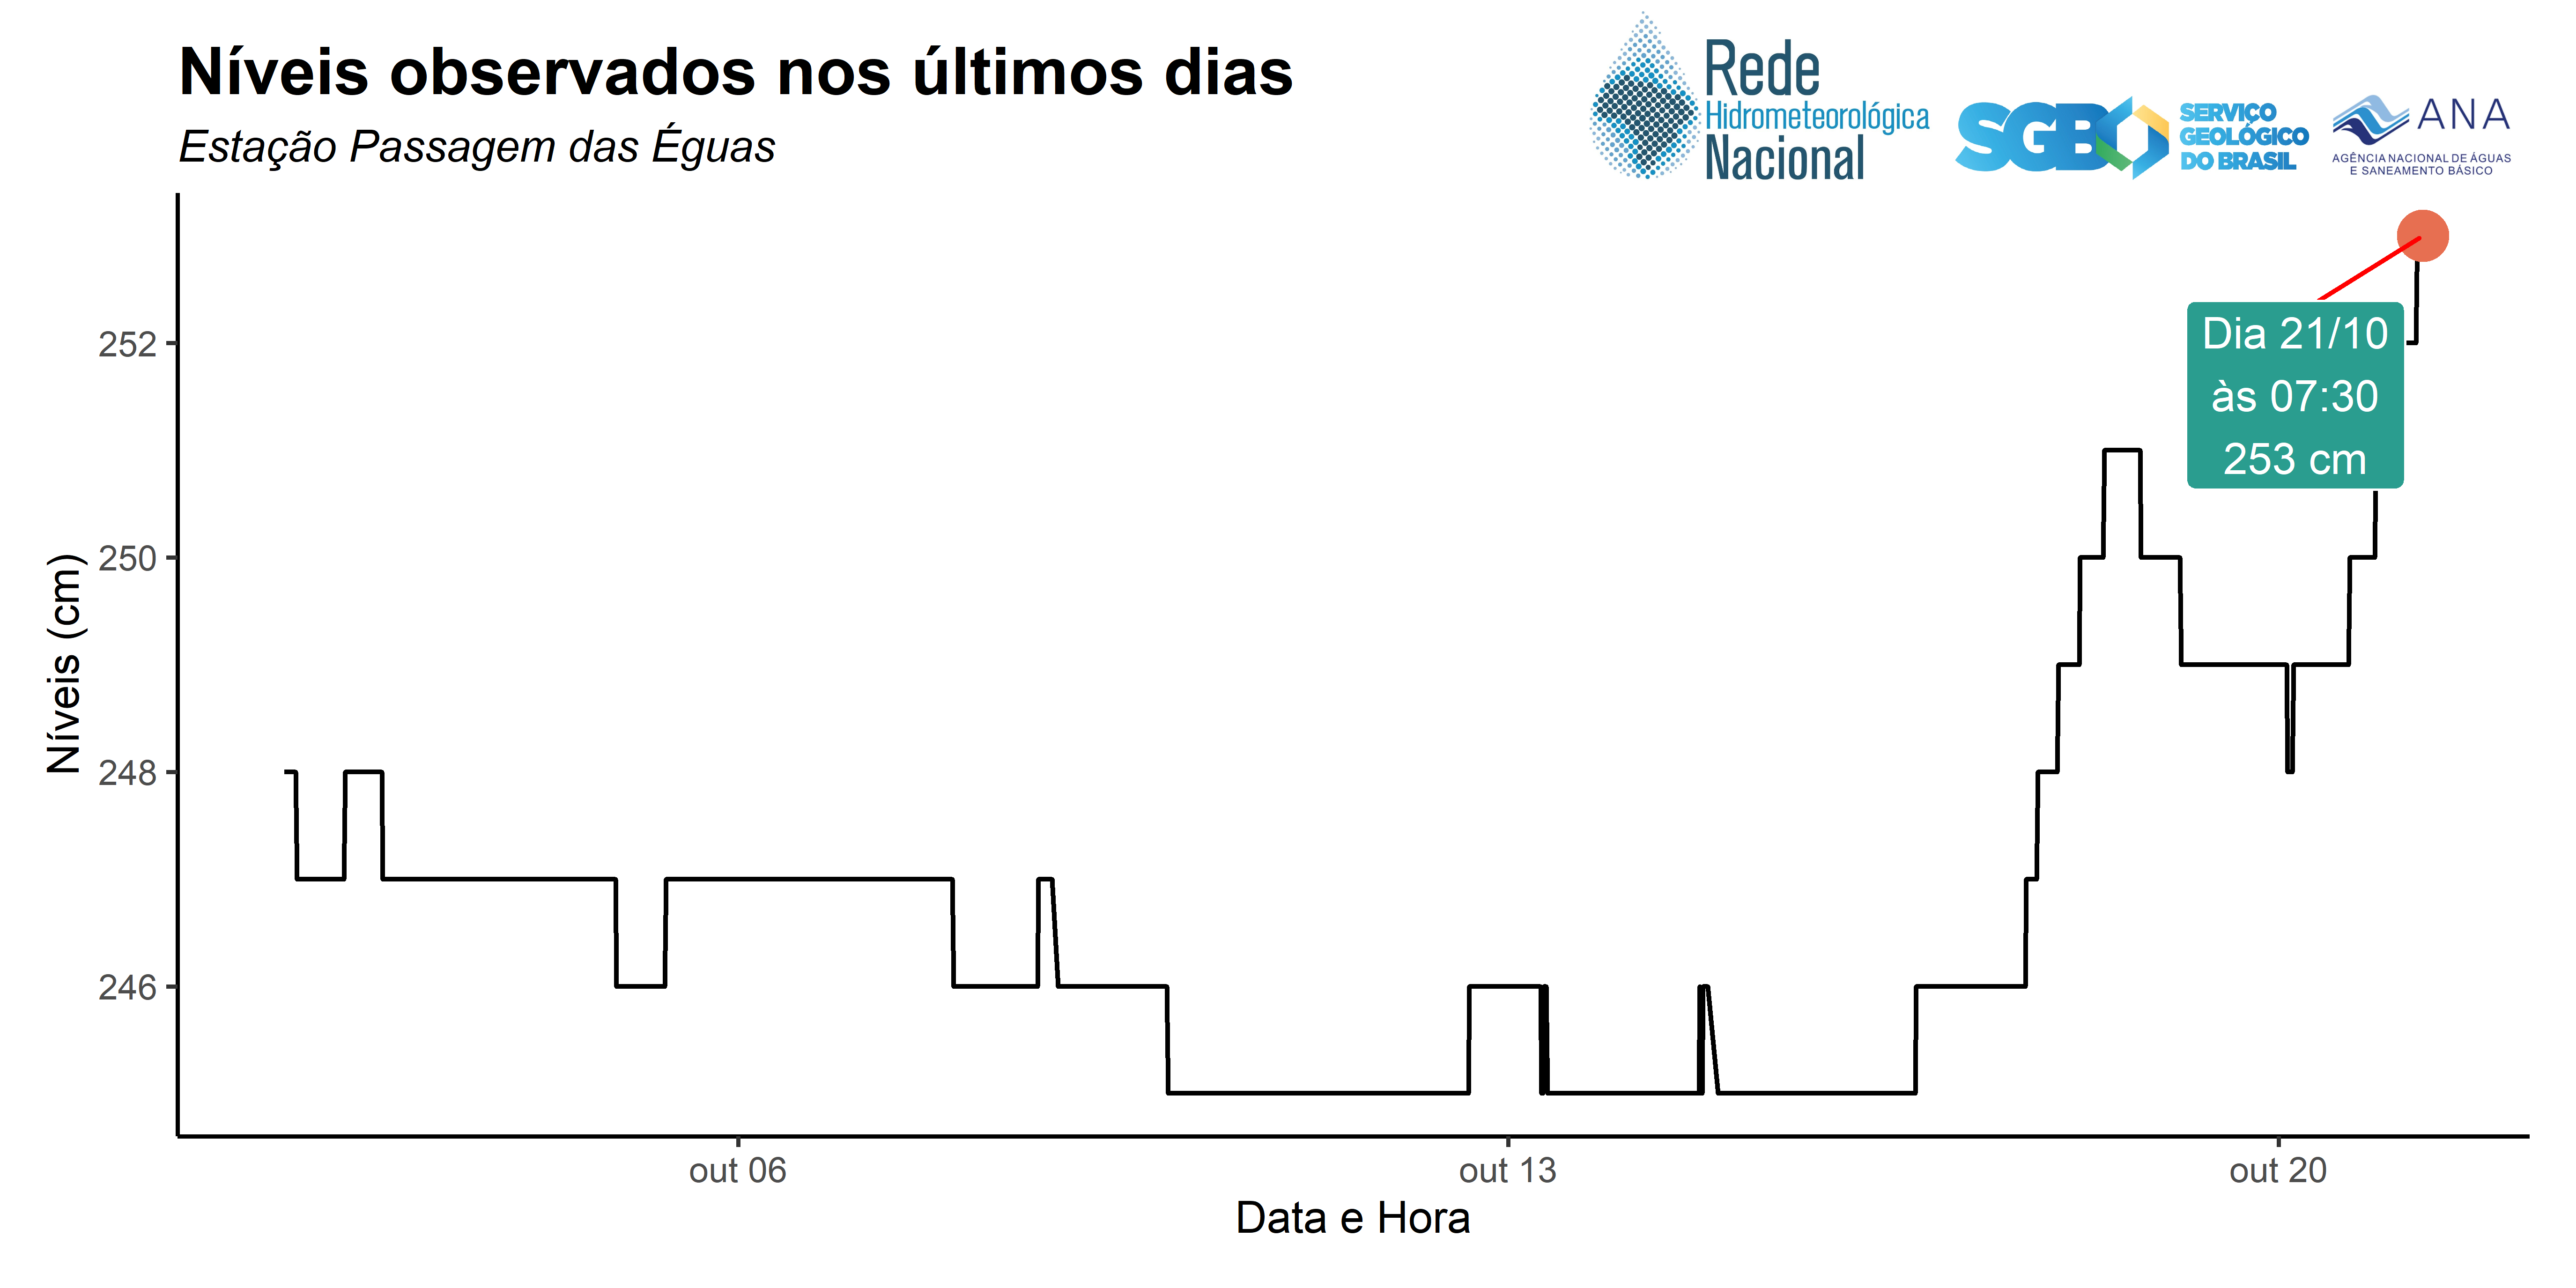 Níveis observados nos últimos dias
Estação Passagem das Éguas
Rede
Hidrometeorológica
Nacional
SGB
SERVIÇO
GEOLÓGICO
DO BRASIL
ANA
AGÊNCIA NACIONAL DE ÁGUAS
E SANEAMENTO BÁSICO
Níveis (cm)
252
250
248
246
Dia 21/10
às 07:30
253 cm
out 06
out 13
out 20
Data e Hora